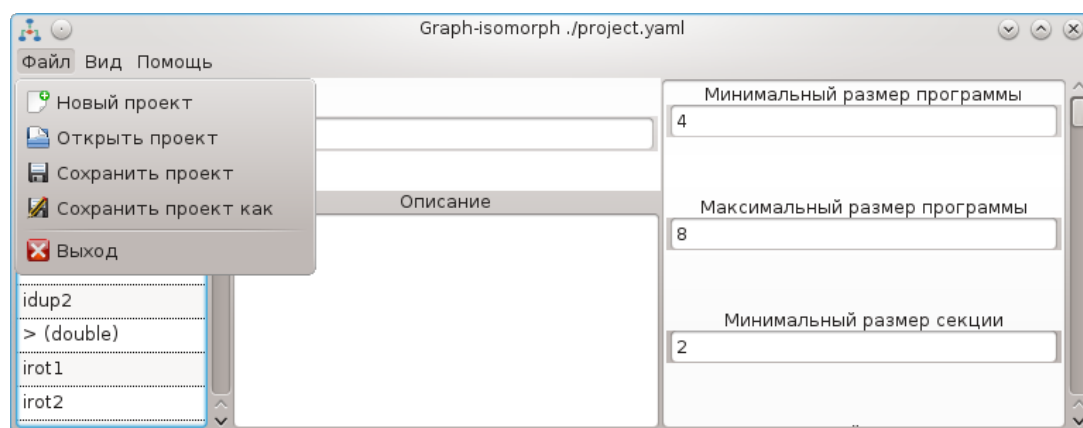 Graph-isomorph ./project.yaml
Файл Вид Помощь
Новый проект
Открыть проект
Сохранить проект
Сохранить проект как
Выход
idup2
> (double)
irot1
irot2
Описание
Минимальный размер программы
4
Максимальный размер программы
8
Минимальный размер секции
2